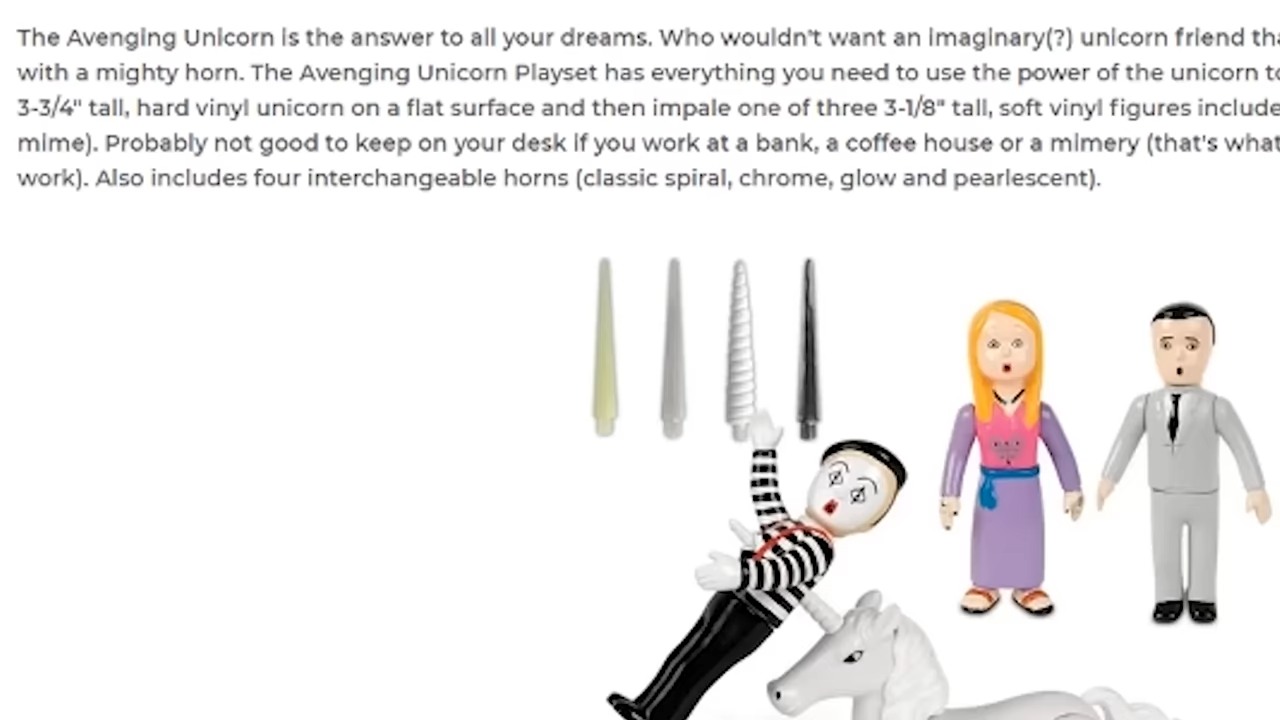 The Avenging Unicorn is the answer to all your dreams. Who wouldn't want an imaginary(?) unicorn friend
with a mighty horn. The Avenging Unicorn Playset has everything you need to use the power of the unicorn
3-3/4" tall, hard vinyl unicorn on a flat surface and then impale one of three 3-1/8" tall, soft vinyl figures
mime). Probably not good to keep on your desk if you work at a bank, a coffee house or a mimery (that's what
work). Also includes four interchangeable horns (classic spiral, chrome, glow and pearlescent).